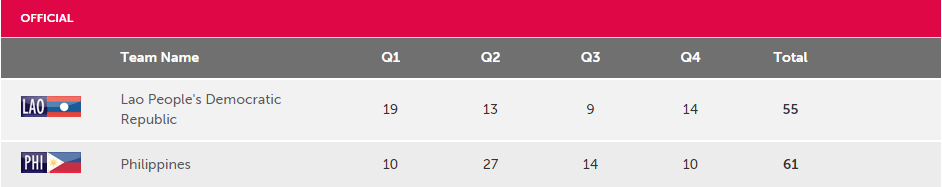 OFFICIAL
Team Name Q1 Q2 Q3 Q4 Total
LAO Lao People's Democratic
Republic 19 13 9 14 55
PHI Philippines 10 27 14 10 61